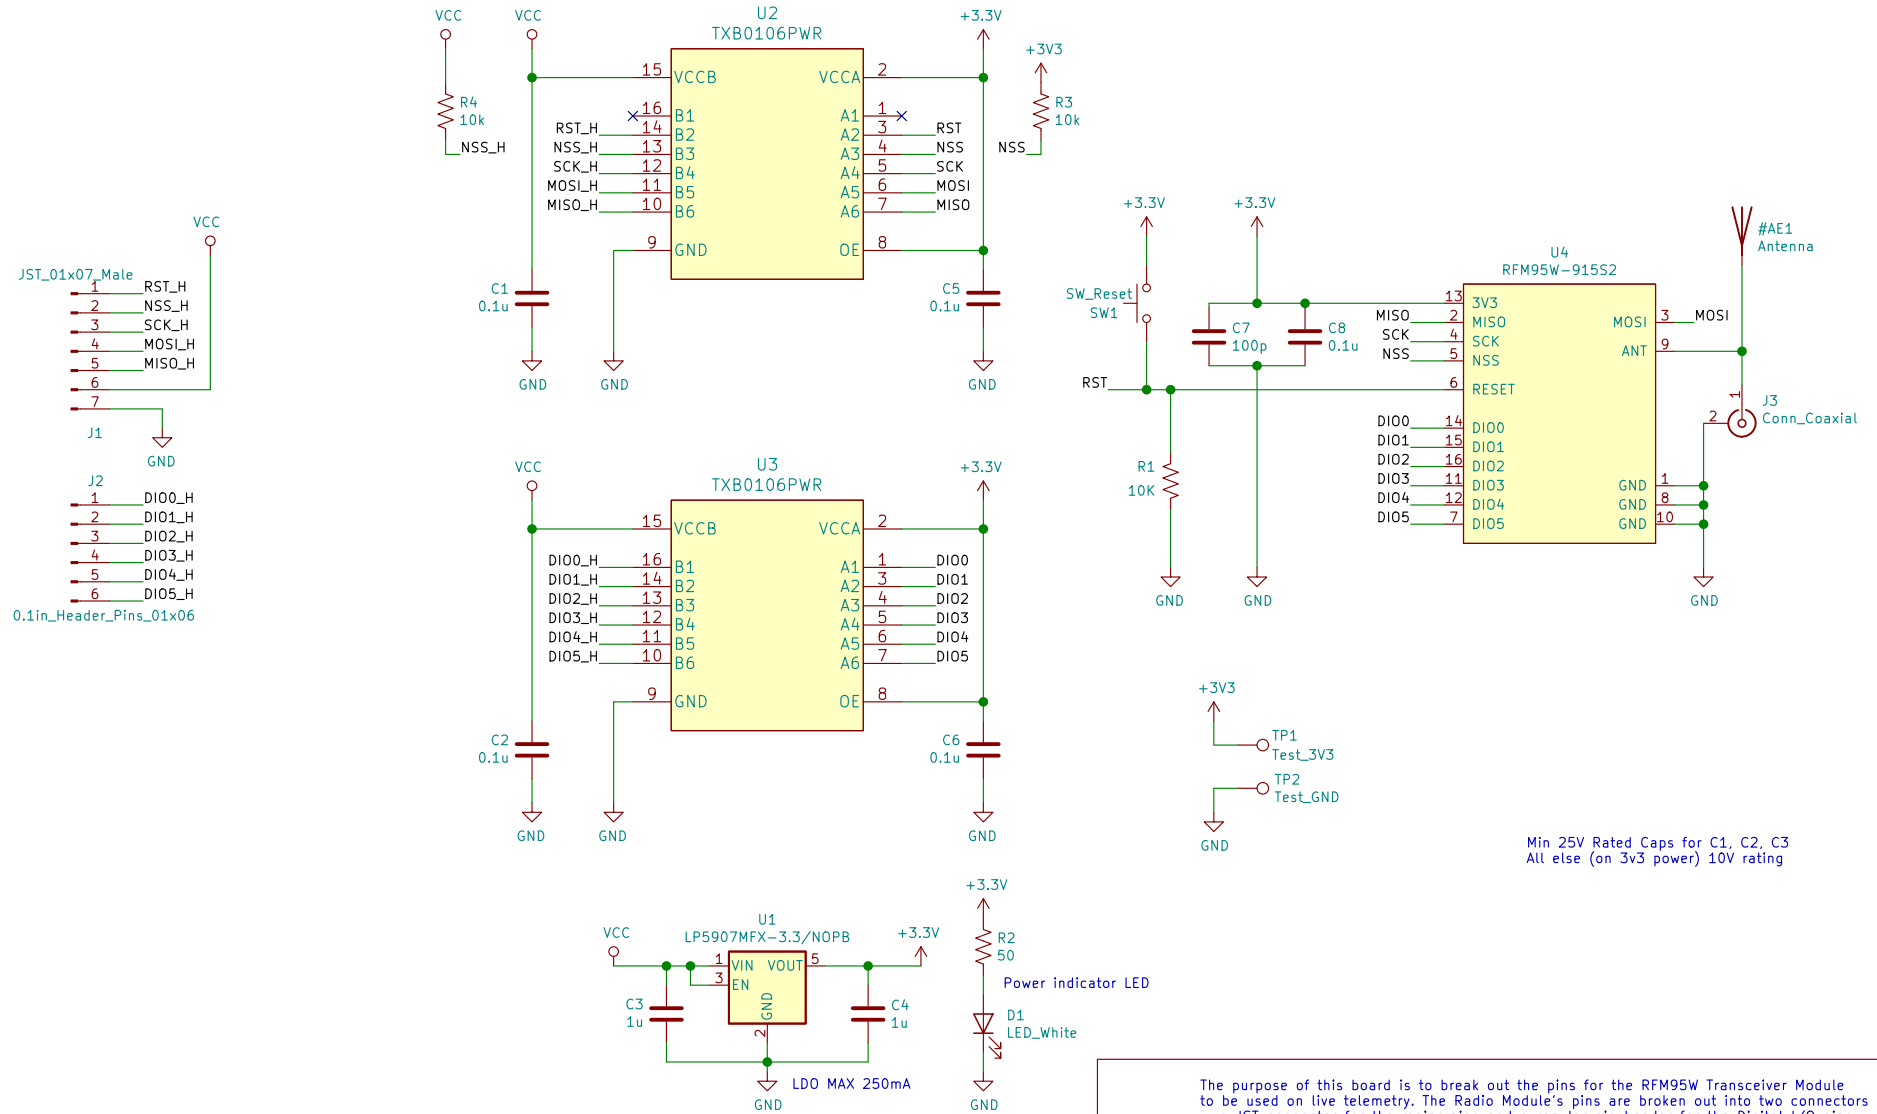 VCC
JST_01x07_Male
1 RST_H
2 NSS_H
3 SCK_H
4 MOSI_H
5 MISO_H
6
7
J1
GND
J2
1 DIO0_H
2 DIO1_H
3 DIO2_H
4 DIO3_H
5 DIO4_H
6 DIO5_H
0.1in_Header_Pins_01x06
VCC
R4
10k
NSS_H
VCC
U2
TXB0106PWR
+3.3V
15 VCCB VCCA 2
16 B1 A1 1
RST_H 14 B2 A2 3 RST
NSS_H 13 B3 A3 4 NSS
SCK_H 12 B4 A4 5 SCK
MOSI_H 11 B5 A5 6 MOSI
MISO_H 10 B6 A6 7 MISO
9 GND OE 8
C1
0.1u
C5
0.1u
GND
GND
GND
+3V3
R3
10k
NSS
VCC
U3
TXB0106PWR
+3.3V
15 VCCB VCCA 2
DIO0_H 16 B1 A1 1 DIO0
DIO1_H 14 B2 A2 3 DIO1
DIO2_H 13 B3 A3 4 DIO2
DIO3_H 12 B4 A4 5 DIO3
DIO4_H 11 B5 A5 6 DIO4
DIO5_H 10 B6 A6 7 DIO5
9 GND OE 8
C2
0.1u
C6
0.1u
GND
GND
GND
VCC
U1
LP5907MFX-3.3/NOPB
+3.3V
1 VIN VOUT 5
3 EN
GND
2
C3
1u
C4
1u
GND
LDO MAX 250mA
+3.3V
R2
50
Power indicator LED
D1
LED_White
GND
+3.3V
SW_Reset
SW1
RST
R1
10K
GND
+3.3V
C7
100p
C8
0.1u
GND
U4
RFM95W-915S2
13 3V3
MISO 2 MISO MOSI 3 MOSI
SCK 4 SCK
NSS 5 NSS ANT 9
6 RESET
DIO0 14 DIO0
DIO1 15 DIO1
DIO2 16 DIO2
DIO3 11 DIO3 GND 1
DIO4 12 DIO4 GND 8
DIO5 7 DIO5 GND 10
#AE1
Antenna
1
2
J3
Conn_Coaxial
GND
+3V3
TP1
Test_3V3
TP2
Test_GND
GND
Min 25V Rated Caps for C1, C2, C3
All else (on 3v3 power) 10V rating
The purpose of this board is to break out the pins for the RFM95W Transceiver Module
to be used on live telemetry. The Radio Module's pins are broken out into two connectors